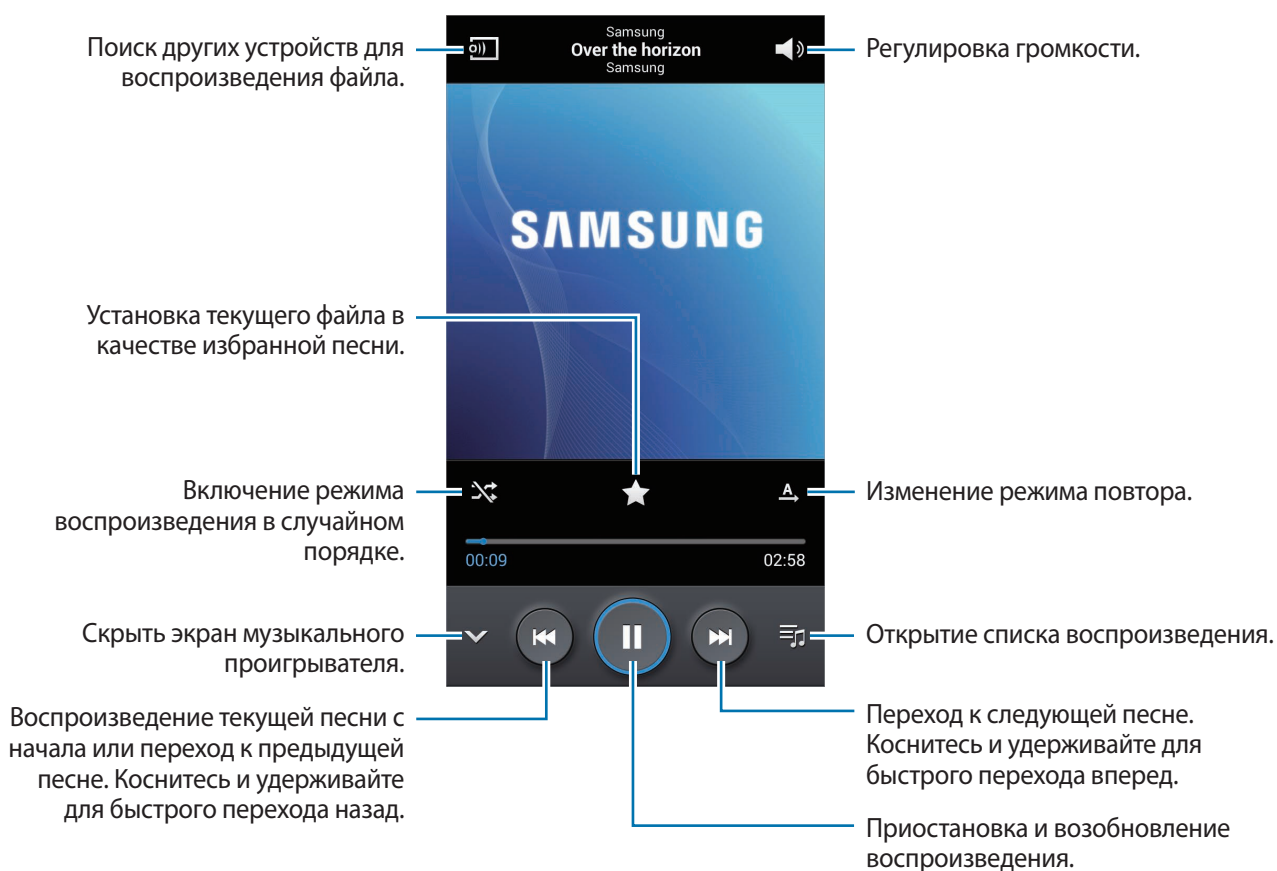 Поиск других устройств для
воспроизведения файла.
Samsung
Over the horizon
Samsung
Регулировка громкости.
SAMSUNG
Установка текущего файла в
качестве избранной песни.
Включение режима
воспроизведения в случайном
порядке.
A
Изменение режима повтора.
00:09
02:58
Скрыть экран музыкального
проигрывателя.
Открытие списка воспроизведения.
Воспроизведение текущей песни с
начала или переход к предыдущей
песне. Коснитесь и удерживайте
для быстрого перехода назад.
Переход к следующей песне.
Коснитесь и удерживайте для
быстрого перехода вперед.
Приостановка и возобновление
воспроизведения.